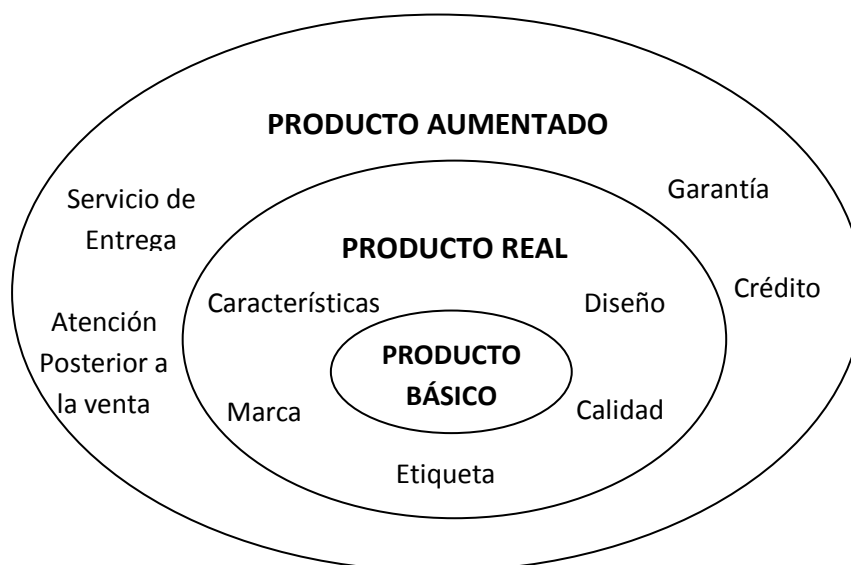 PRODUCTO AUMENTADO
Servicio de
Entrega
Garantía
PRODUCTO REAL
Características
Diseño
Crédito
Atención
Posterior a
la venta
PRODUCTO
BÁSICO
Marca
Calidad
Etiqueta